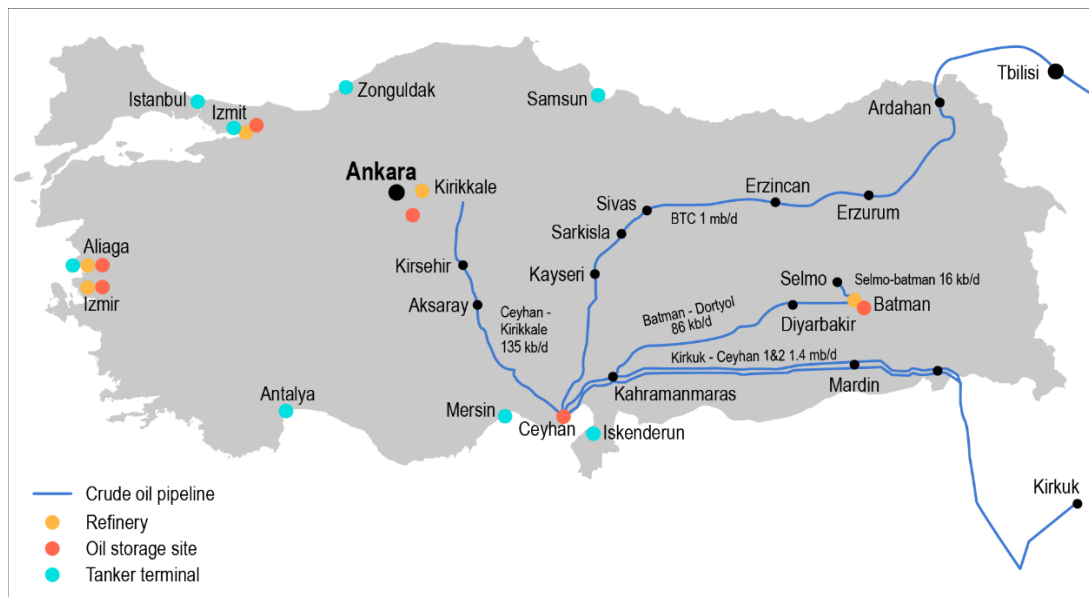 Tbilisi
Zonguldak
Istanbul
Samsun
Izmit
Ardahan
Ankara
Kirikkale
Erzincan
Sivas
BTC 1 mb/d
Erzurum
Sarkisla
Aliaga
Kirsehir
Kayseri
Selmo
Selmo-batman 16 kb/d
Izmir
Aksaray
Ceyhan -
Kirikkale
135 kb/d
Batman - Dortyol
86 kb/d
Batman
Diyarbakir
Kirkuk - Ceyhan 1&2 1.4 mb/d
Antalya
Mersin
Kahramanmaras
Mardin
Ceyhan
Iskenderun
Kirkuk
Crude oil pipeline
Refinery
Oil storage site
Tanker terminal